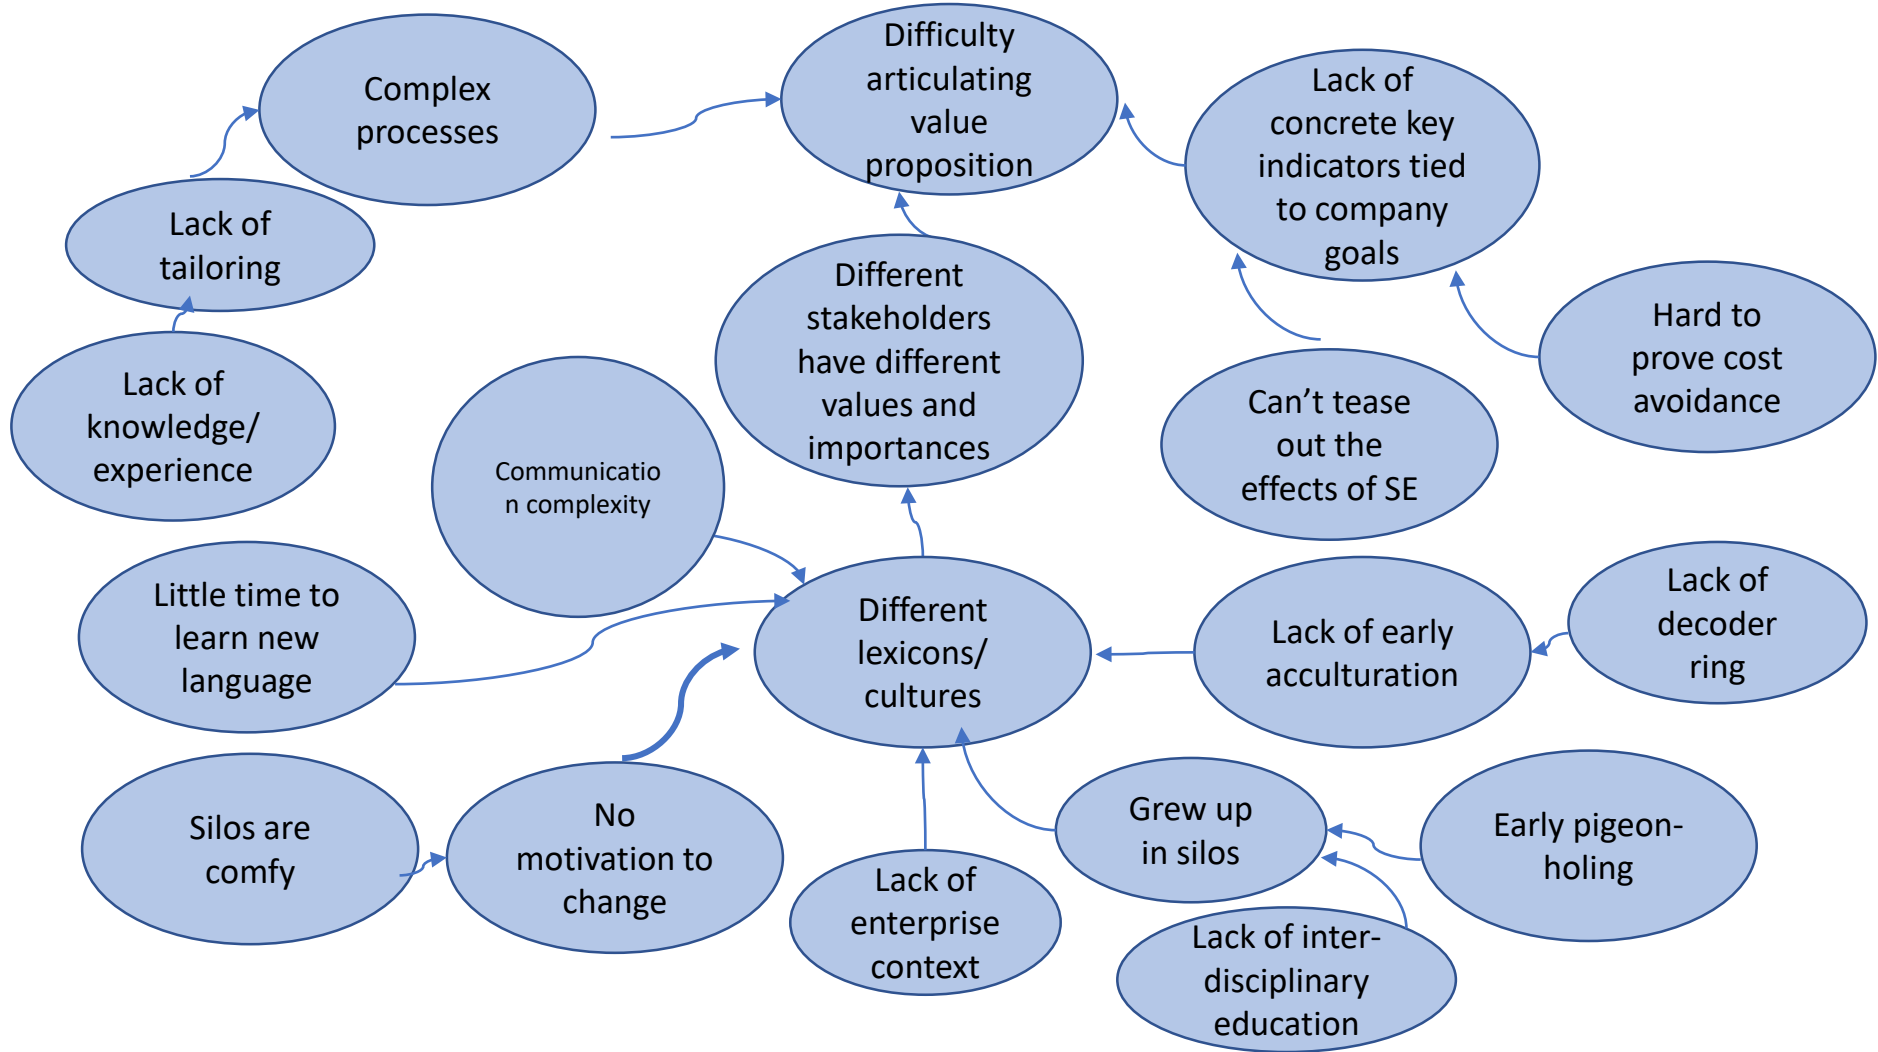 Complex
processes
Difficulty
articulating
value
proposition
Lack of
concrete key
indicators tied
to company
goals
Lack of
tailoring
Different
stakeholders
have different
values and
importances
Hard to
prove cost
avoidance
Lack of
knowledge/
experience
Communicatio
n complexity
Can’t tease
out the
effects of SE
Little time to
learn new
language
Different
lexicons/
cultures
Lack of early
acculturation
Lack of
decoder
ring
Silos are
comfy
No
motivation to
change
Lack of
enterprise
context
Grew up
in silos
Early pigeon-
holing
Lack of inter-
disciplinary
education